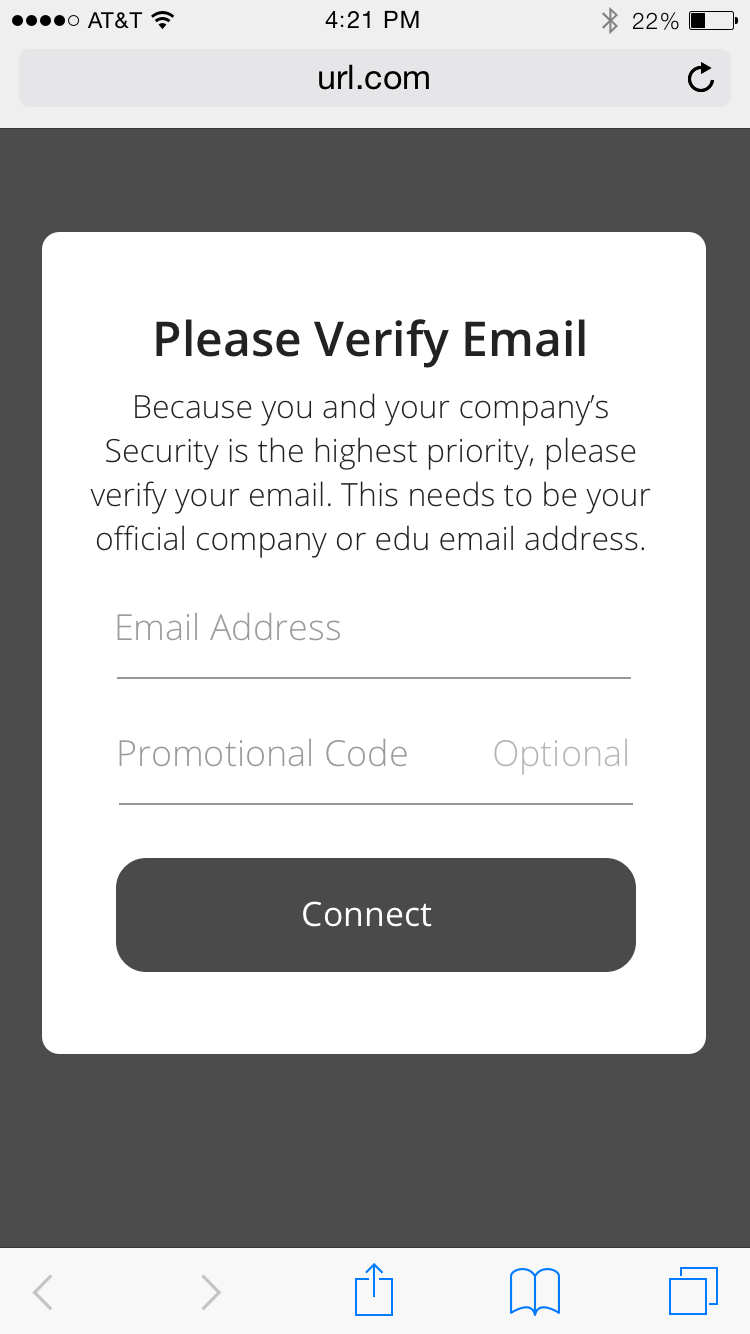 AT&T 4:21 PM 22%
url.com
Please Verify Email
Because you and your company’s
Security is the highest priority, please
verify your email. This needs to be your
official company or edu email address.
Email Address
Promotional Code Optional
Connect